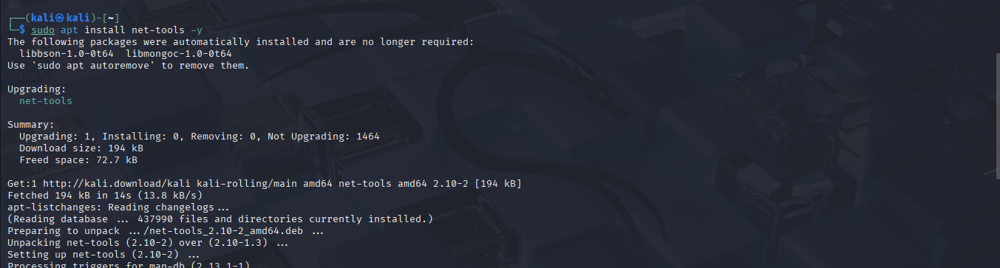 ┌──(kali㉿kali)-[~]
└─$ sudo apt install net-tools -y
The following packages were automatically installed and are no longer required:
  libbson-1.0-0t64  libmongoc-1.0-0t64
Use 'sudo apt autoremove' to remove them.
File System
Upgrading:
  net-tools
Summary:
  Upgrading: 1, Installing: 0, Removing: 0, Not Upgrading: 1464
  Download size: 194 kB
  Freed space: 72.7 kB
Trash
Get:1 http://kali.download/kali kali-rolling/main amd64 net-tools amd64 2.10-2 [194 kB]
Fetched 194 kB in 14s (13.8 kB/s)
apt-listchanges: Reading changelogs...
(Reading database ... 437990 files and directories currently installed.)
Preparing to unpack .../net-tools_2.10-2_amd64.deb ...
Unpacking net-tools (2.10-2) over (2.10-1.3) ...
Setting up net-tools (2.10-2) ...
Processing triggers for man-db (2.13.1-1) ...